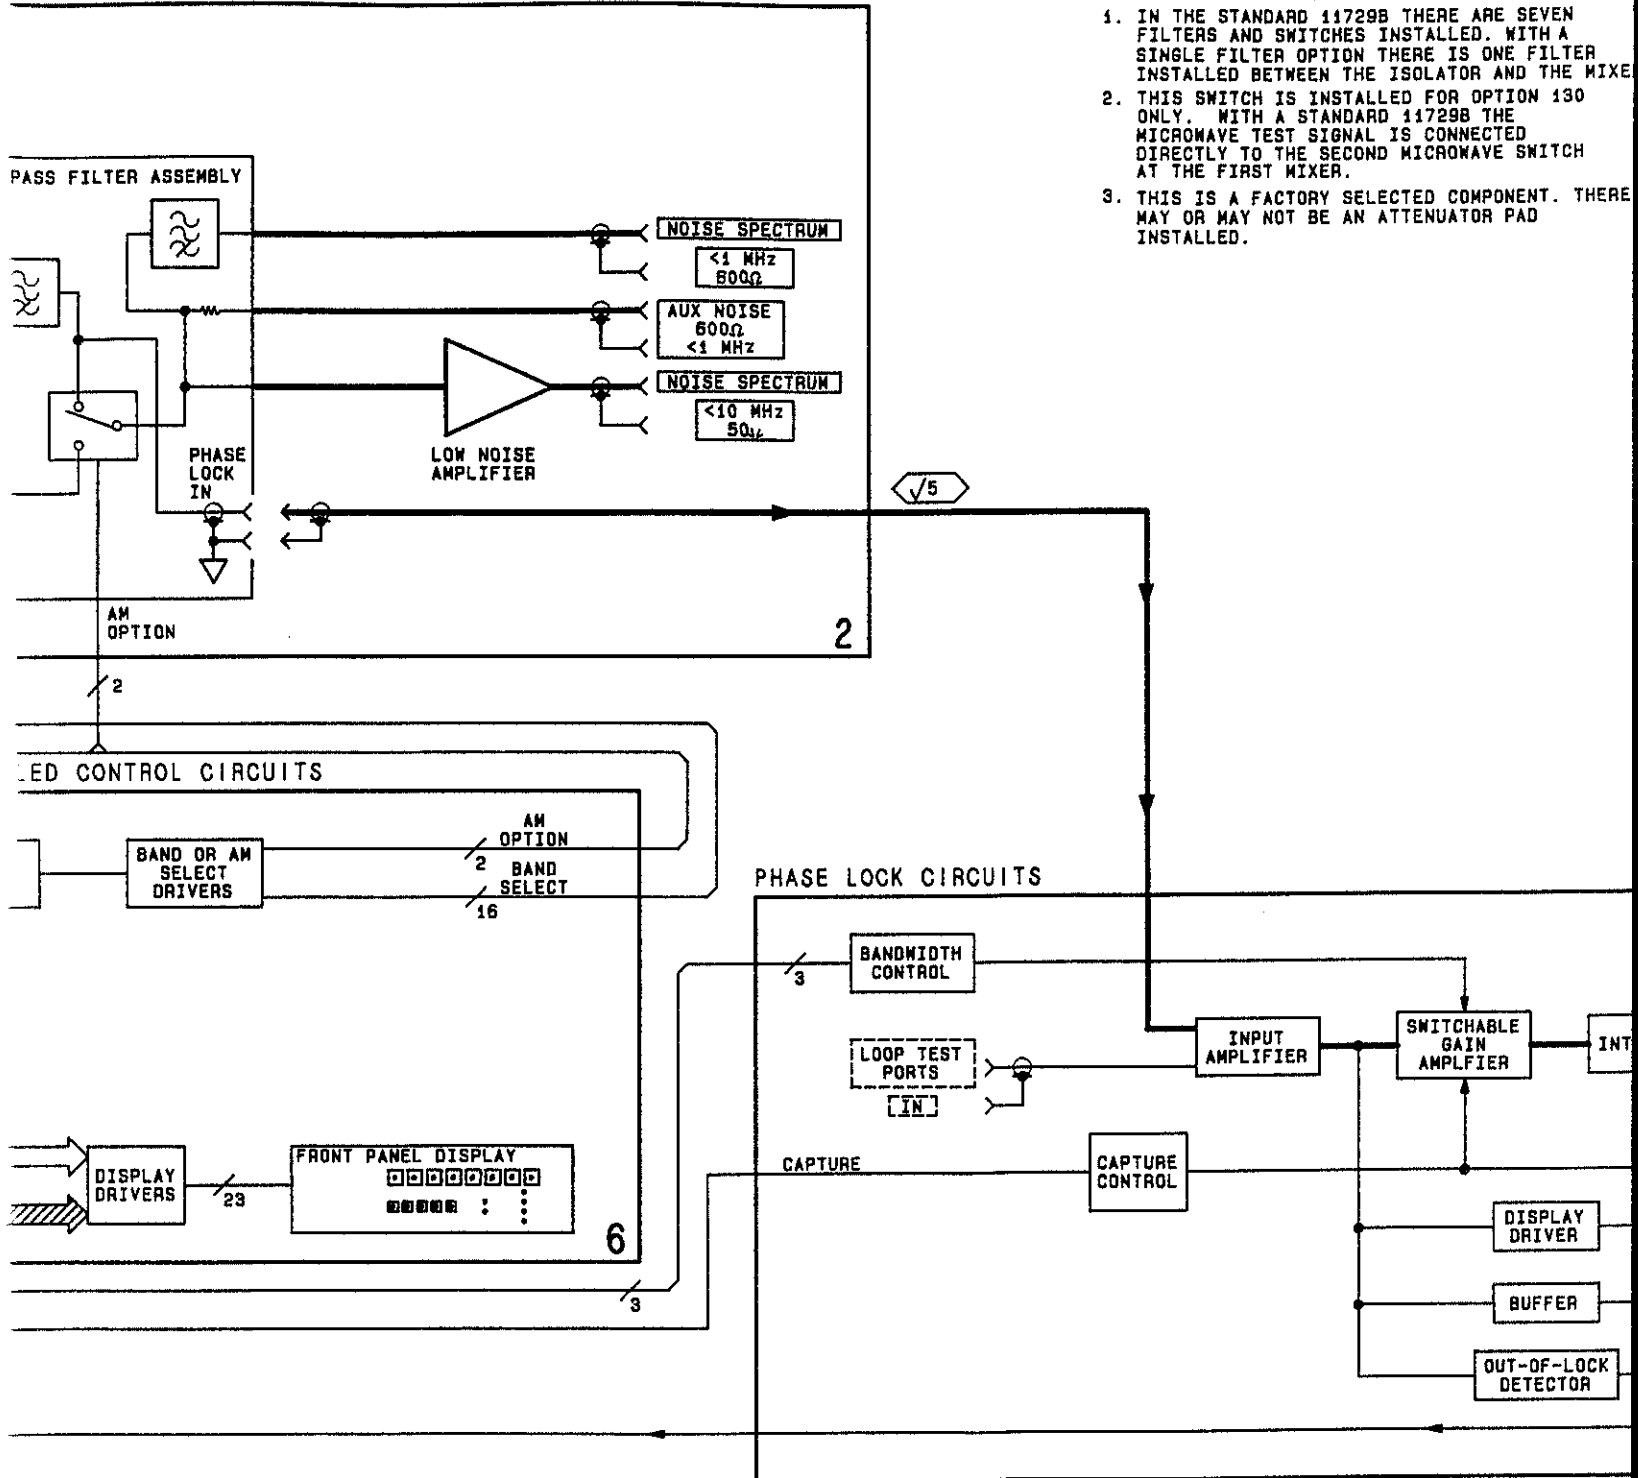 1. IN THE STANDARD 11729B THERE ARE SEVEN
FILTERS AND SWITCHES INSTALLED. WITH A
SINGLE FILTER OPTION THERE IS ONE FILTER
INSTALLED BETWEEN THE ISOLATOR AND THE MIXE
2. THIS SWITCH IS INSTALLED FOR OPTION 130
ONLY. WITH A STANDARD 11729B THE
MICROWAVE TEST SIGNAL IS CONNECTED
DIRECTLY TO THE SECOND MICROWAVE SWITCH
AT THE FIRST MIXER.
3. THIS IS A FACTORY SELECTED COMPONENT. THERE
MAY OR MAY NOT BE AN ATTENUATOR PAD
INSTALLED.
PASS FILTER ASSEMBLY
NOISE SPECTRUM
<1 MHz
600Ω
AUX NOISE
600Ω
<1 MHz
NOISE SPECTRUM
<10 MHz
50
LOW NOISE
AMPLIFIER
PHASE
LOCK
IN
√5
AM
OPTION
2
2
LED CONTROL CIRCUITS
BAND OR AM
SELECT
DRIVERS
AM
OPTION
2
BAND
SELECT
16
PHASE LOCK CIRCUITS
BANDWIDTH
CONTROL
3
LOOP TEST
PORTS
IN
INPUT
AMPLIFIER
SWITCHABLE
GAIN
AMPLFIER
INT
CAPTURE
CAPTURE
CONTROL
DISPLAY
DRIVERS
23
FRONT PANEL DISPLAY
6
3
DISPLAY
DRIVER
BUFFER
OUT-OF-LOCK
DETECTOR